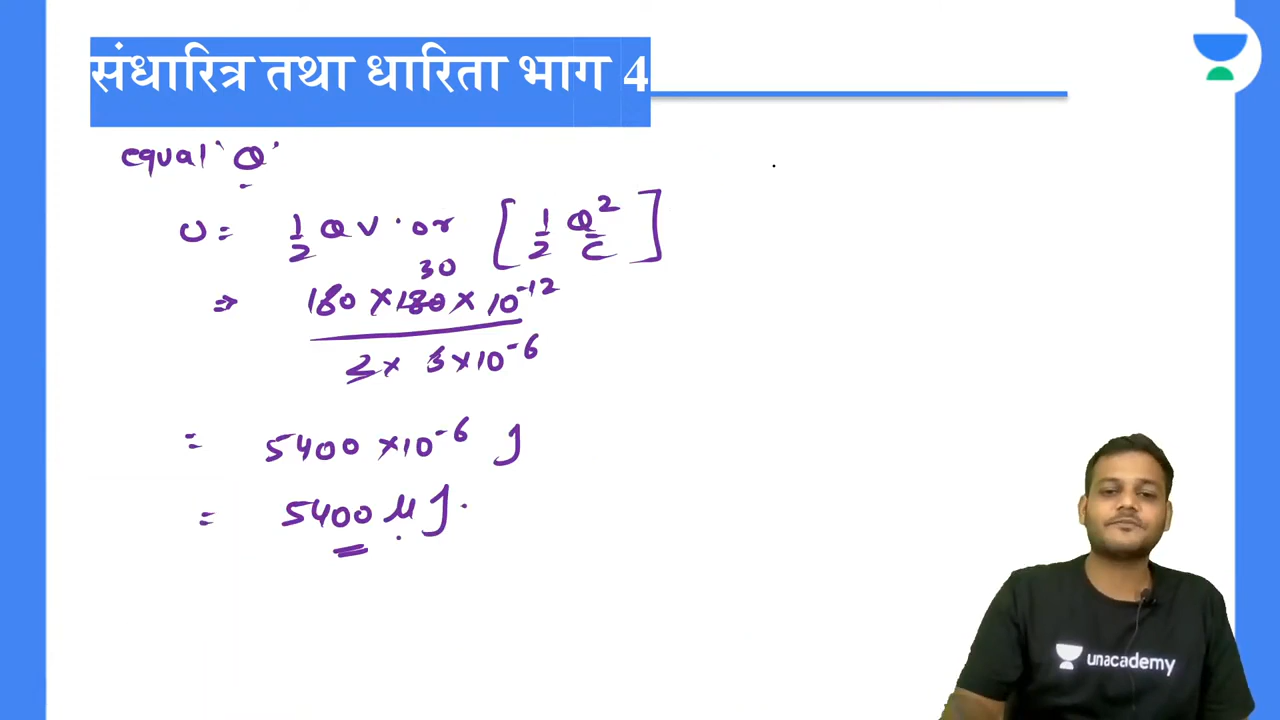 संधारित्र तथा धारिता भाग 4
equal 'Q'
U = 1/2 QV or [1/2 Q²/C]
⇒ 180 × 180 × 10⁻¹² / 2 × 3 × 10⁻⁶
30
= 5400 × 10⁻⁶ J
= 5400 μJ.
unacademy